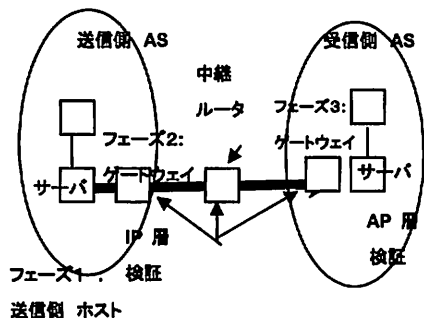 送信側 AS
受信側 AS
中継
ルータ
フェーズ2:
ゲートウェイ
フェーズ3:
ゲートウェイ
サーバ
サーバ
IP 層
検証
AP 層
検証
フェーズ1 :
送信側 ホスト